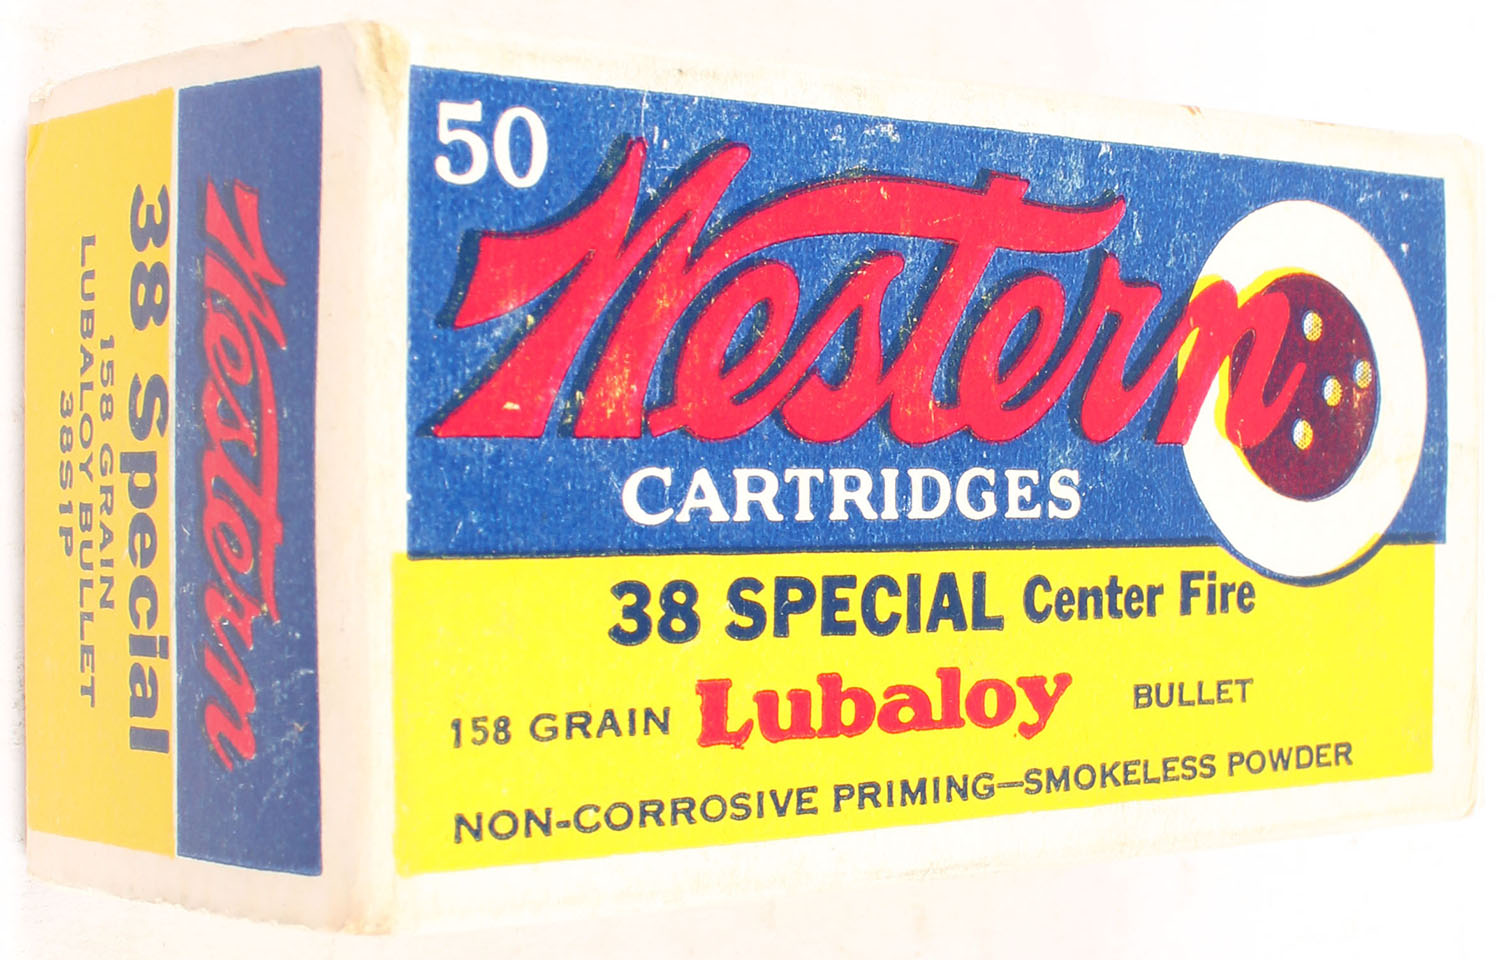 50
Western
CARTRIDGES
38 SPECIAL Center Fire
158 GRAIN Lubaloy BULLET
NON-CORROSIVE PRIMING—SMOKELESS POWDER
Western
38 Special
158 GRAIN
LUBALOY BULLET
38S1P